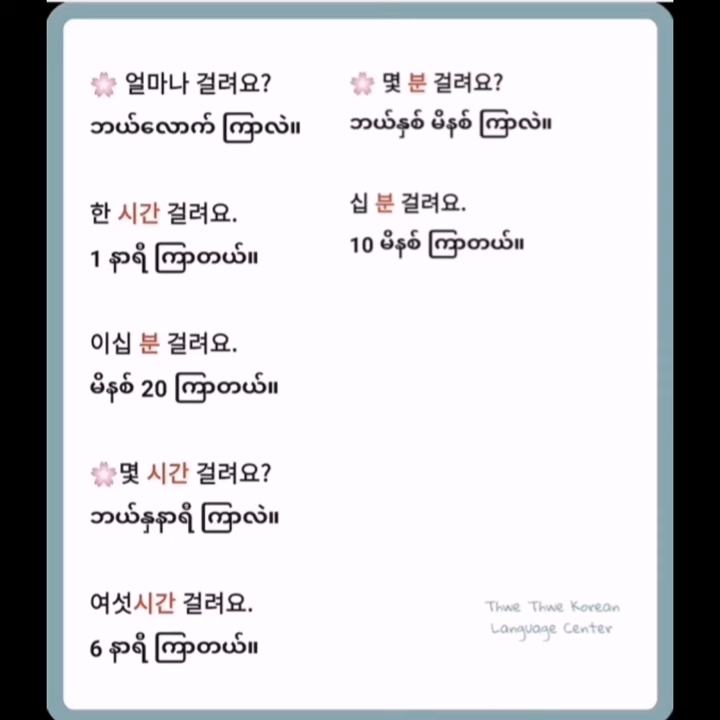 🌸 얼마나 걸려요?
ဘယ်လောက် ကြာလဲ။
한 시간 걸려요.
1 နာရီ ကြာတယ်။
이십 분 걸려요.
မိနစ် 20 ကြာတယ်။
🌸몇 시간 걸려요?
ဘယ်နှနာရီ ကြာလဲ။
여섯시간 걸려요.
6 နာရီ ကြာတယ်။
🌸 몇 분 걸려요?
ဘယ်နှစ် မိနစ် ကြာလဲ။
십 분 걸려요.
10 မိနစ် ကြာတယ်။
Thwe Thwe Korean
Language Center